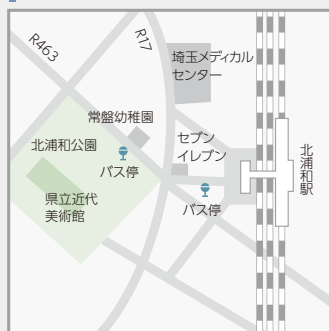 R463
R17
埼玉メディカル
センター
常盤幼稚園
北浦和公園
セブン
イレブン
バス停
県立近代
美術館
バス停
北浦和駅